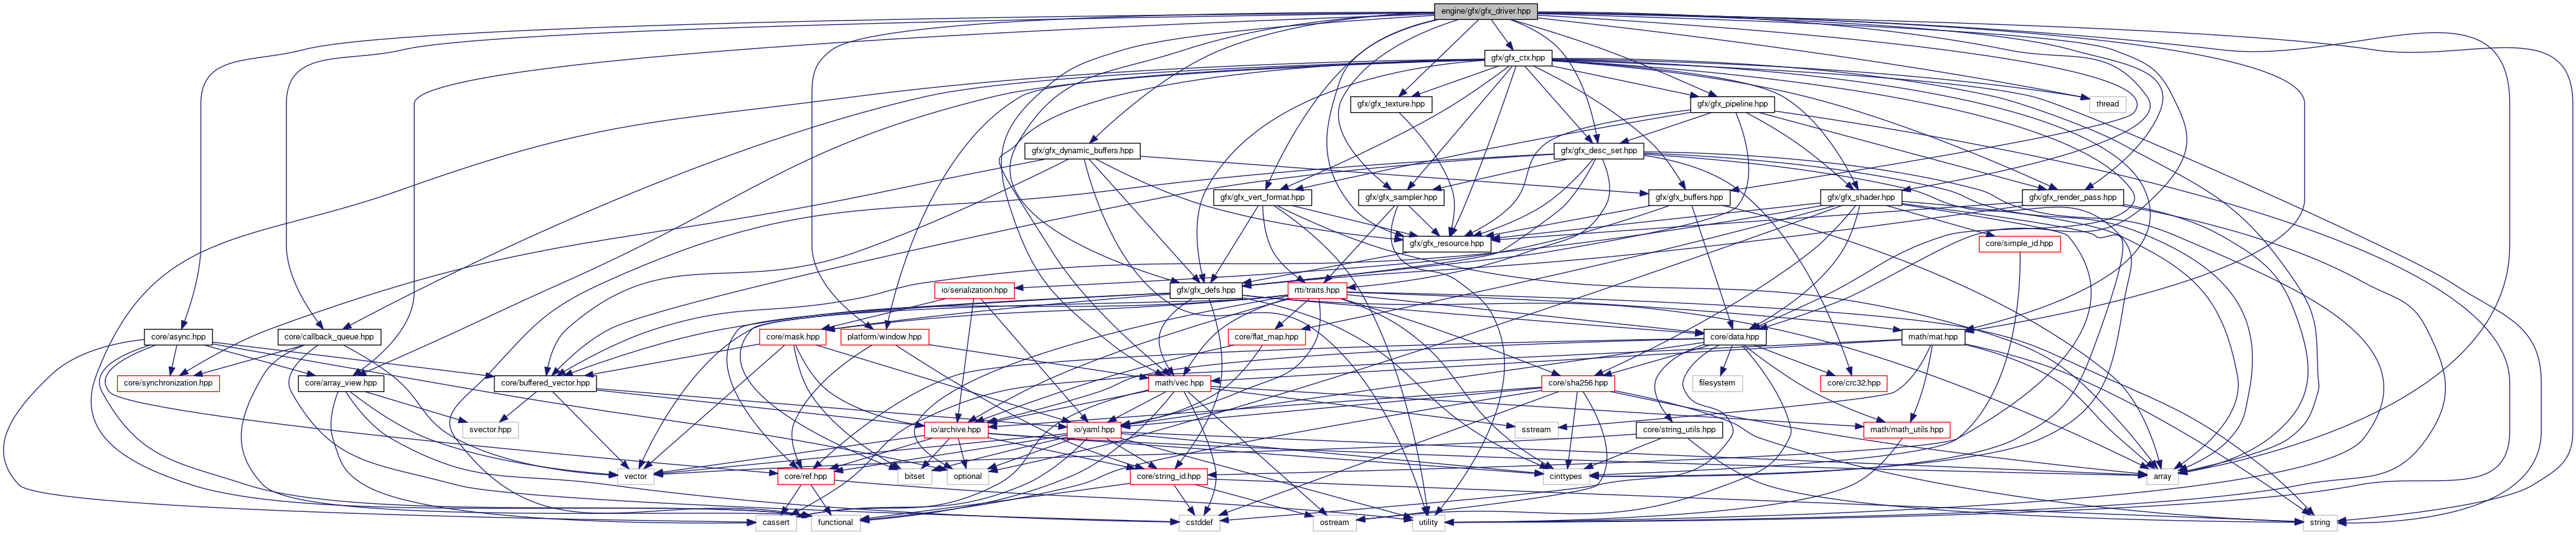 engine/gfx/gfx_driver.hpp
gfx/gfx_ctx.hpp
gfx/gfx_texture.hpp
gfx/gfx_pipeline.hpp
thread
gfx/gfx_dynamic_buffers.hpp
gfx/gfx_desc_set.hpp
gfx/gfx_vert_format.hpp
gfx/gfx_sampler.hpp
gfx/gfx_buffers.hpp
gfx/gfx_shader.hpp
gfx/gfx_render_pass.hpp
gfx/gfx_resource.hpp
core/simple_id.hpp
io/serialization.hpp
gfx/gfx_defs.hpp
rtti/traits.hpp
core/async.hpp
core/callback_queue.hpp
core/mask.hpp
platform/window.hpp
core/flat_map.hpp
core/data.hpp
math/mat.hpp
core/synchronization.hpp
core/array_view.hpp
core/buffered_vector.hpp
math/vec.hpp
core/sha256.hpp
filesystem
core/crc32.hpp
svector.hpp
io/archive.hpp
io/yaml.hpp
sstream
core/string_utils.hpp
math/math_utils.hpp
vector
core/ref.hpp
bitset
optional
core/string_id.hpp
cinttypes
array
cassert
functional
cstddef
ostream
utility
string